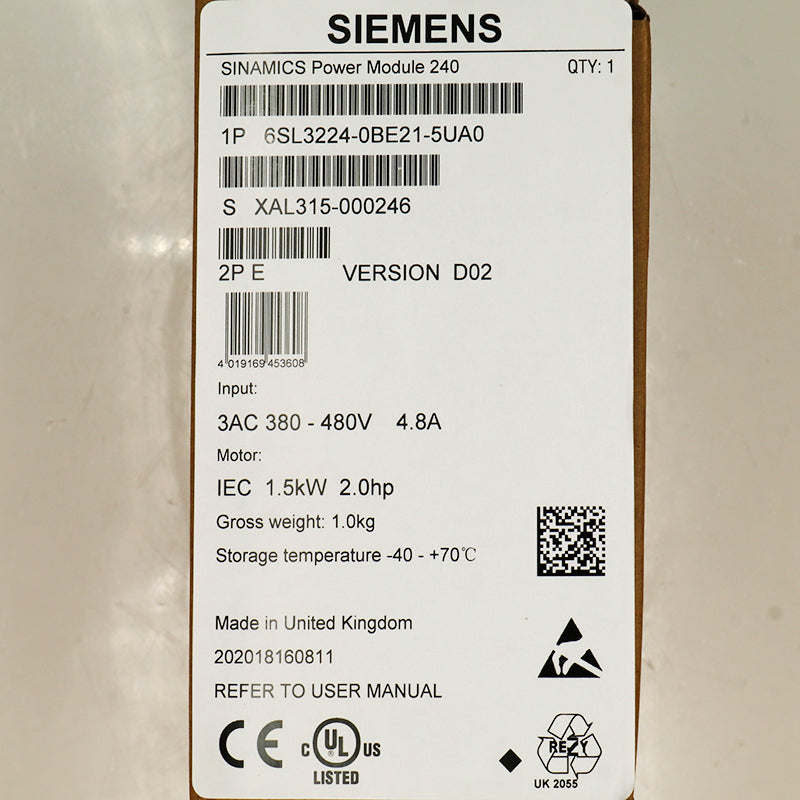 SIEMENS
SINAMICS Power Module 240 QTY: 1
1P 6SL3224-0BE21-5UA0
S XAL315-000246
2P E VERSION D02
4 019169 453608
Input:
3AC 380 - 480V 4.8A
Motor:
IEC 1.5kW 2.0hp
Gross weight: 1.0kg
Storage temperature -40 - +70℃
Made in United Kingdom
202018160811
REFER TO USER MANUAL
CE c UL US LISTED
RESY
UK 2055